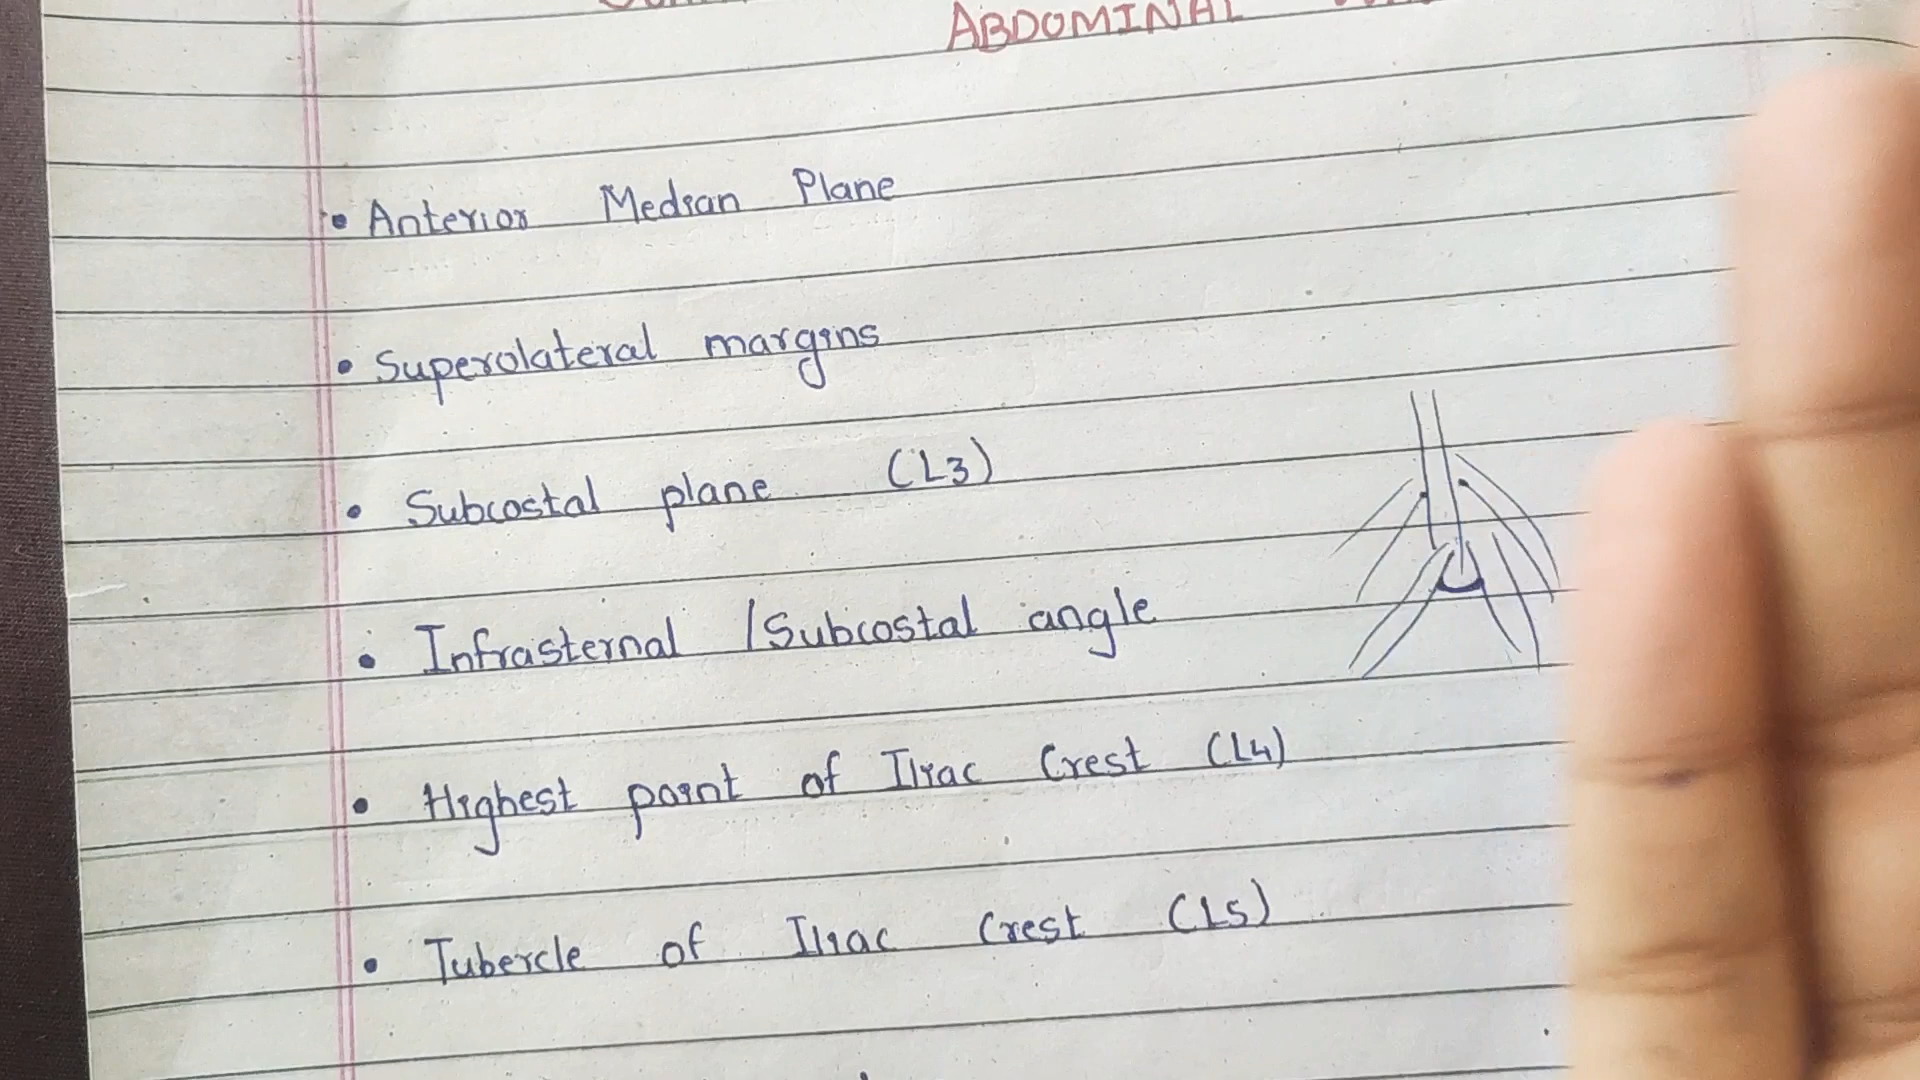 ABDOMINAL
• Anterior Median Plane
• Superolateral margins
• Subcostal plane (L3)
• Infrasternal /Subcostal angle
• Highest point of Iliac Crest (L4)
• Tubercle of Iliac Crest (L5)